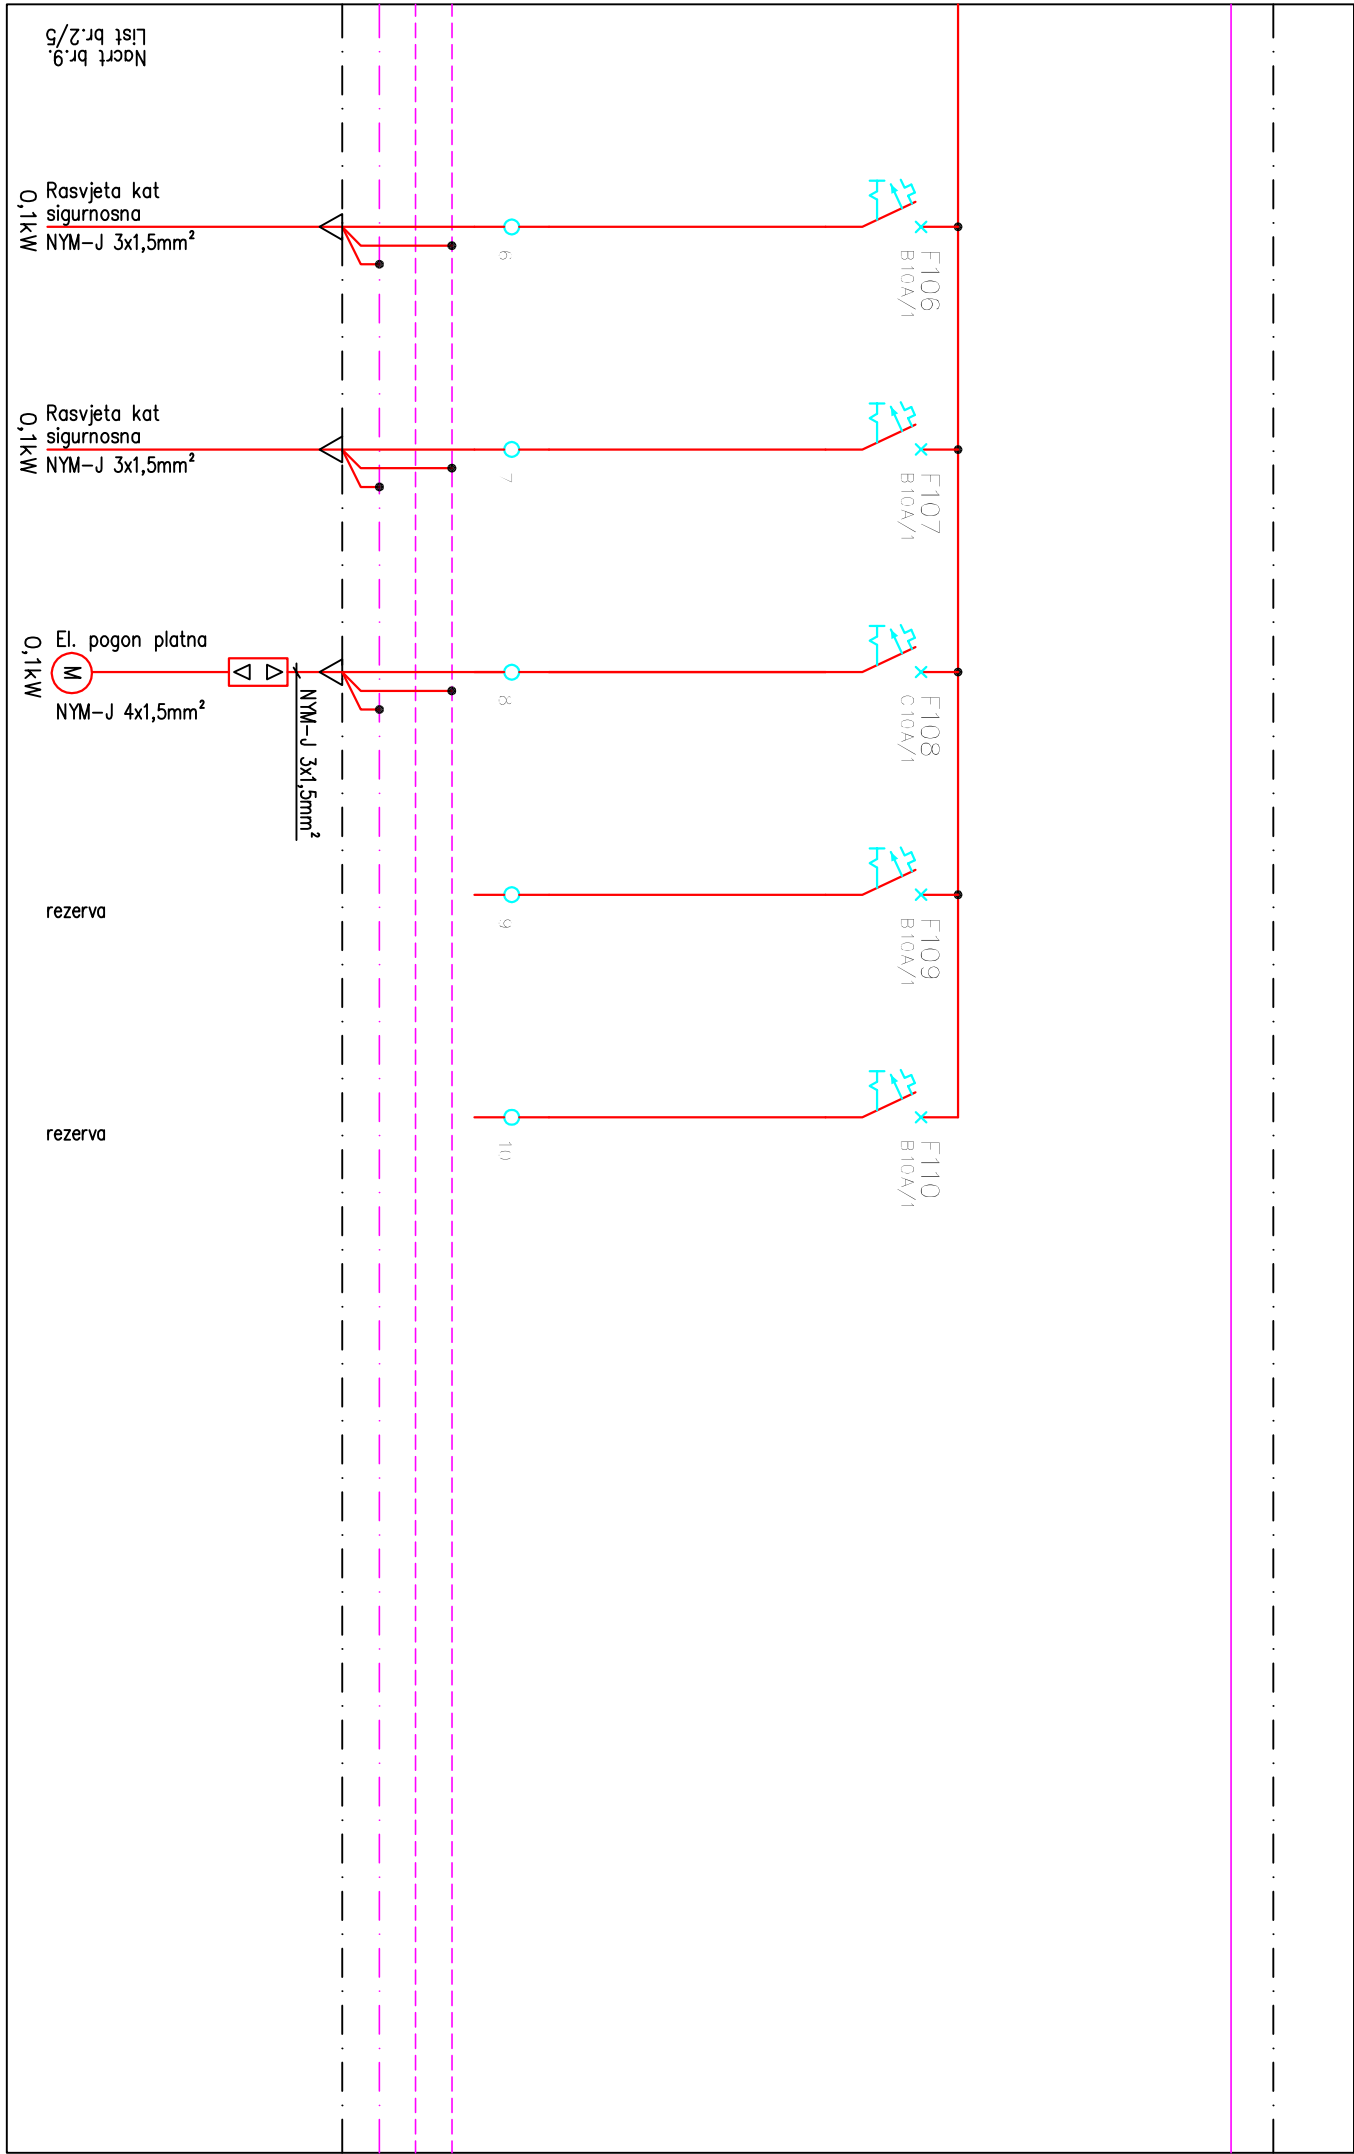 Nacrt br.9.
List br.2/5
Rasvjeta kat
sigurnosna
NYM-J 3x1,5mm²
0,1kW
6
F106
B10A/1
Rasvjeta kat
sigurnosna
NYM-J 3x1,5mm²
0,1kW
7
F107
B10A/1
El. pogon platna
M
NYM-J 4x1,5mm²
0,1kW
NYM-J 3x1,5mm²
8
F108
C10A/1
rezerva
9
F109
B10A/1
rezerva
10
F110
B10A/1